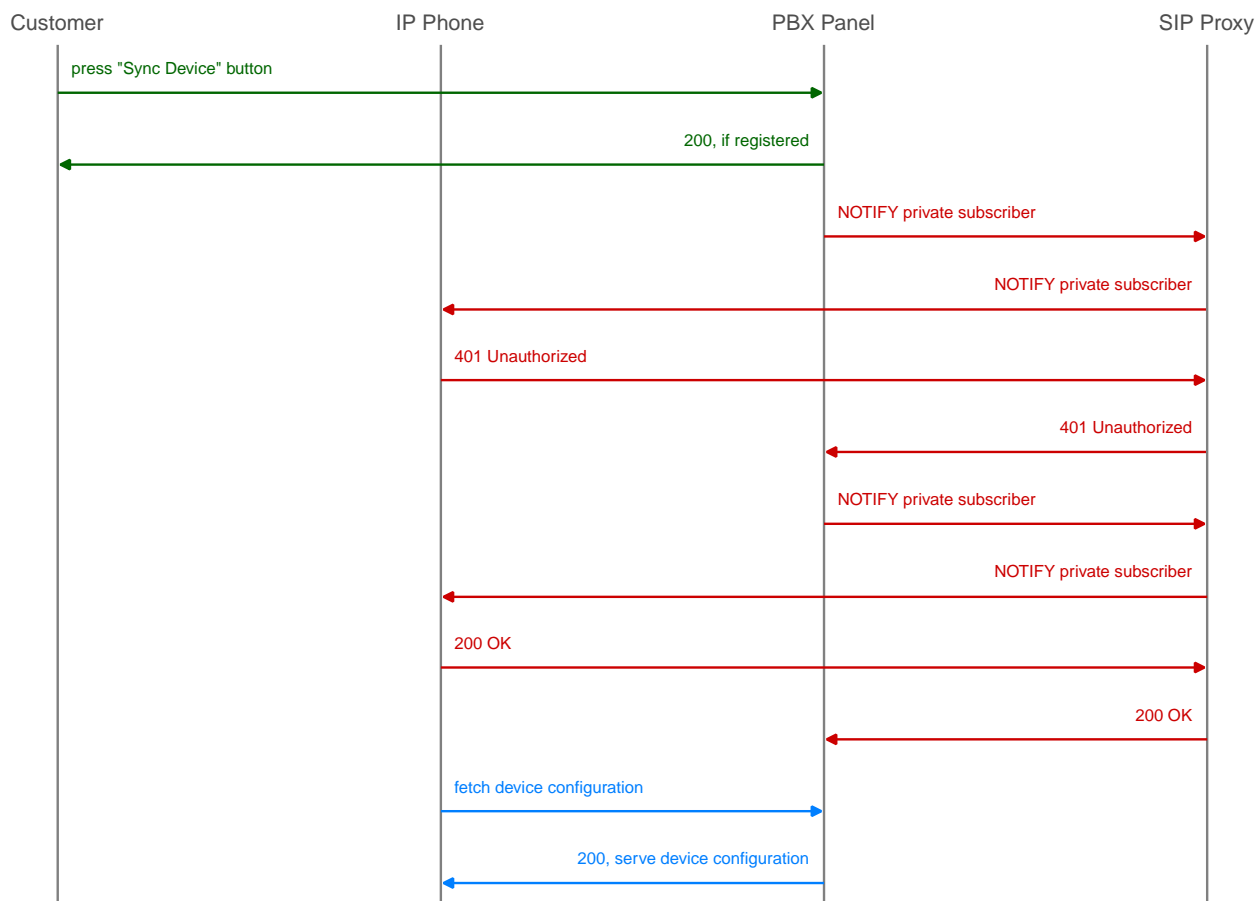 Customer
IP Phone
PBX Panel
SIP Proxy
press "Sync Device" button
200, if registered
NOTIFY private subscriber
NOTIFY private subscriber
401 Unauthorized
401 Unauthorized
NOTIFY private subscriber
NOTIFY private subscriber
200 OK
200 OK
fetch device configuration
200, serve device configuration